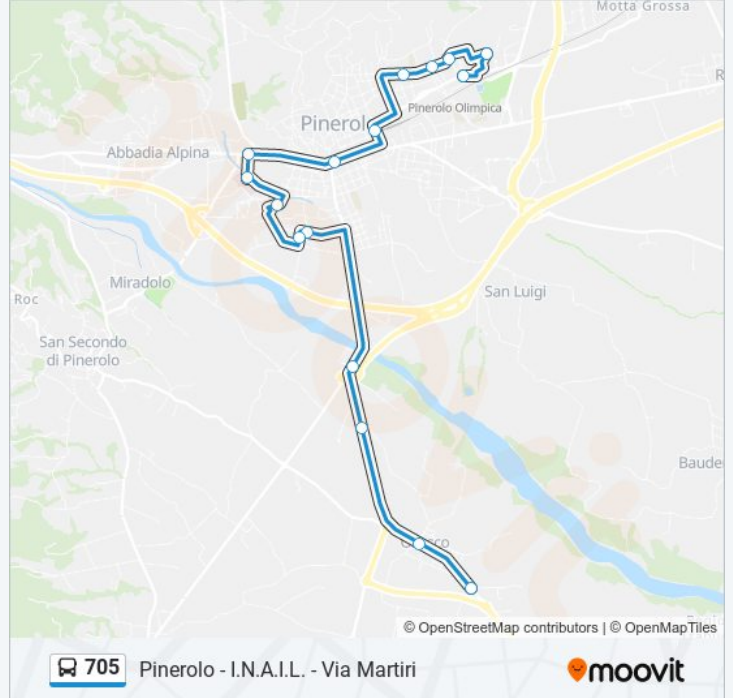 Motta Grossa
Pinerolo Olimpica
Abbadia Alpina
R
Miradolo
San Luigi
Roc
San Secondo
di Pinerolo
Baude
© OpenStreetMap contributors | © OpenMapTiles
705 Pinerolo - I.N.A.I.L. - Via Martiri
moovit